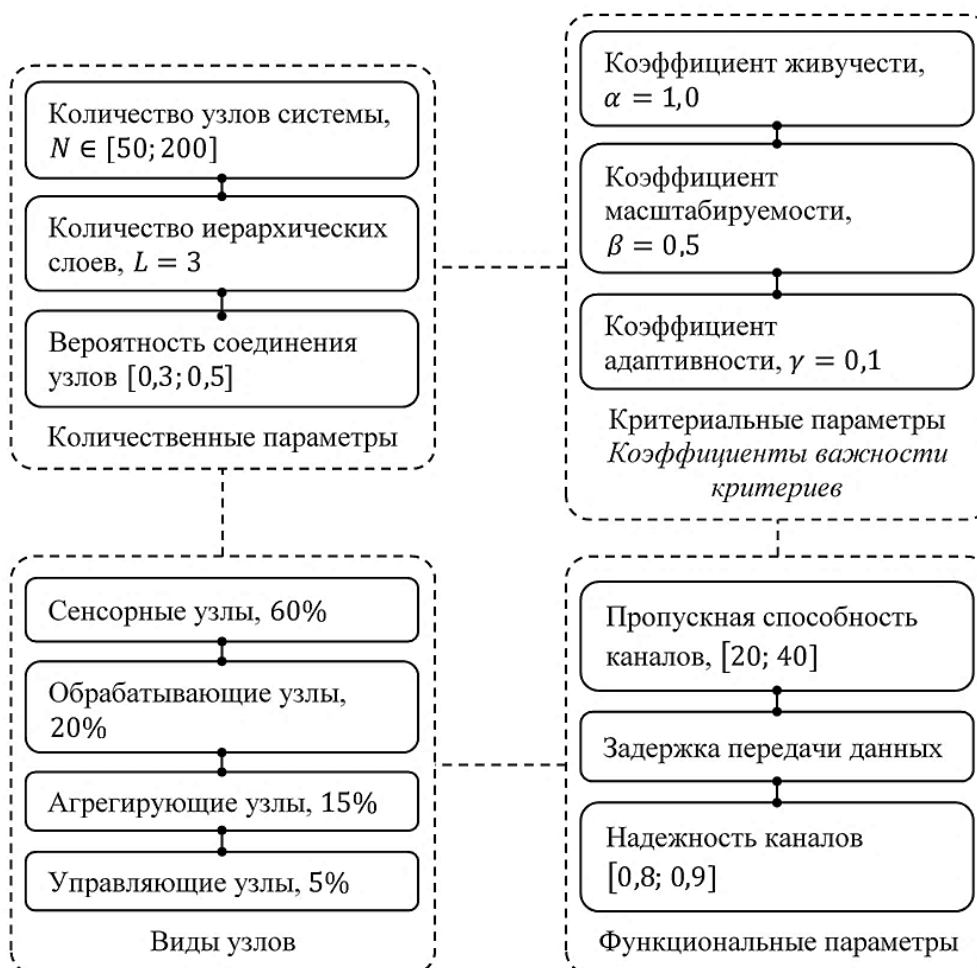 Количество узлов системы,
N ∈ [50; 200]
Количество иерархических
слоев, L = 3
Вероятность соединения
узлов [0,3; 0,5]
Количественные параметры
Коэффициент живучести,
α = 1,0
Коэффициент
масштабируемости,
β = 0,5
Коэффициент
адаптивности, γ = 0,1
Критериальные параметры
Коэффициенты важности
критериев
Сенсорные узлы, 60%
Обрабатывающие узлы,
20%
Агрегирующие узлы, 15%
Управляющие узлы, 5%
Виды узлов
Пропускная способность
каналов, [20; 40]
Задержка передачи данных
Надежность каналов
[0,8; 0,9]
Функциональные параметры